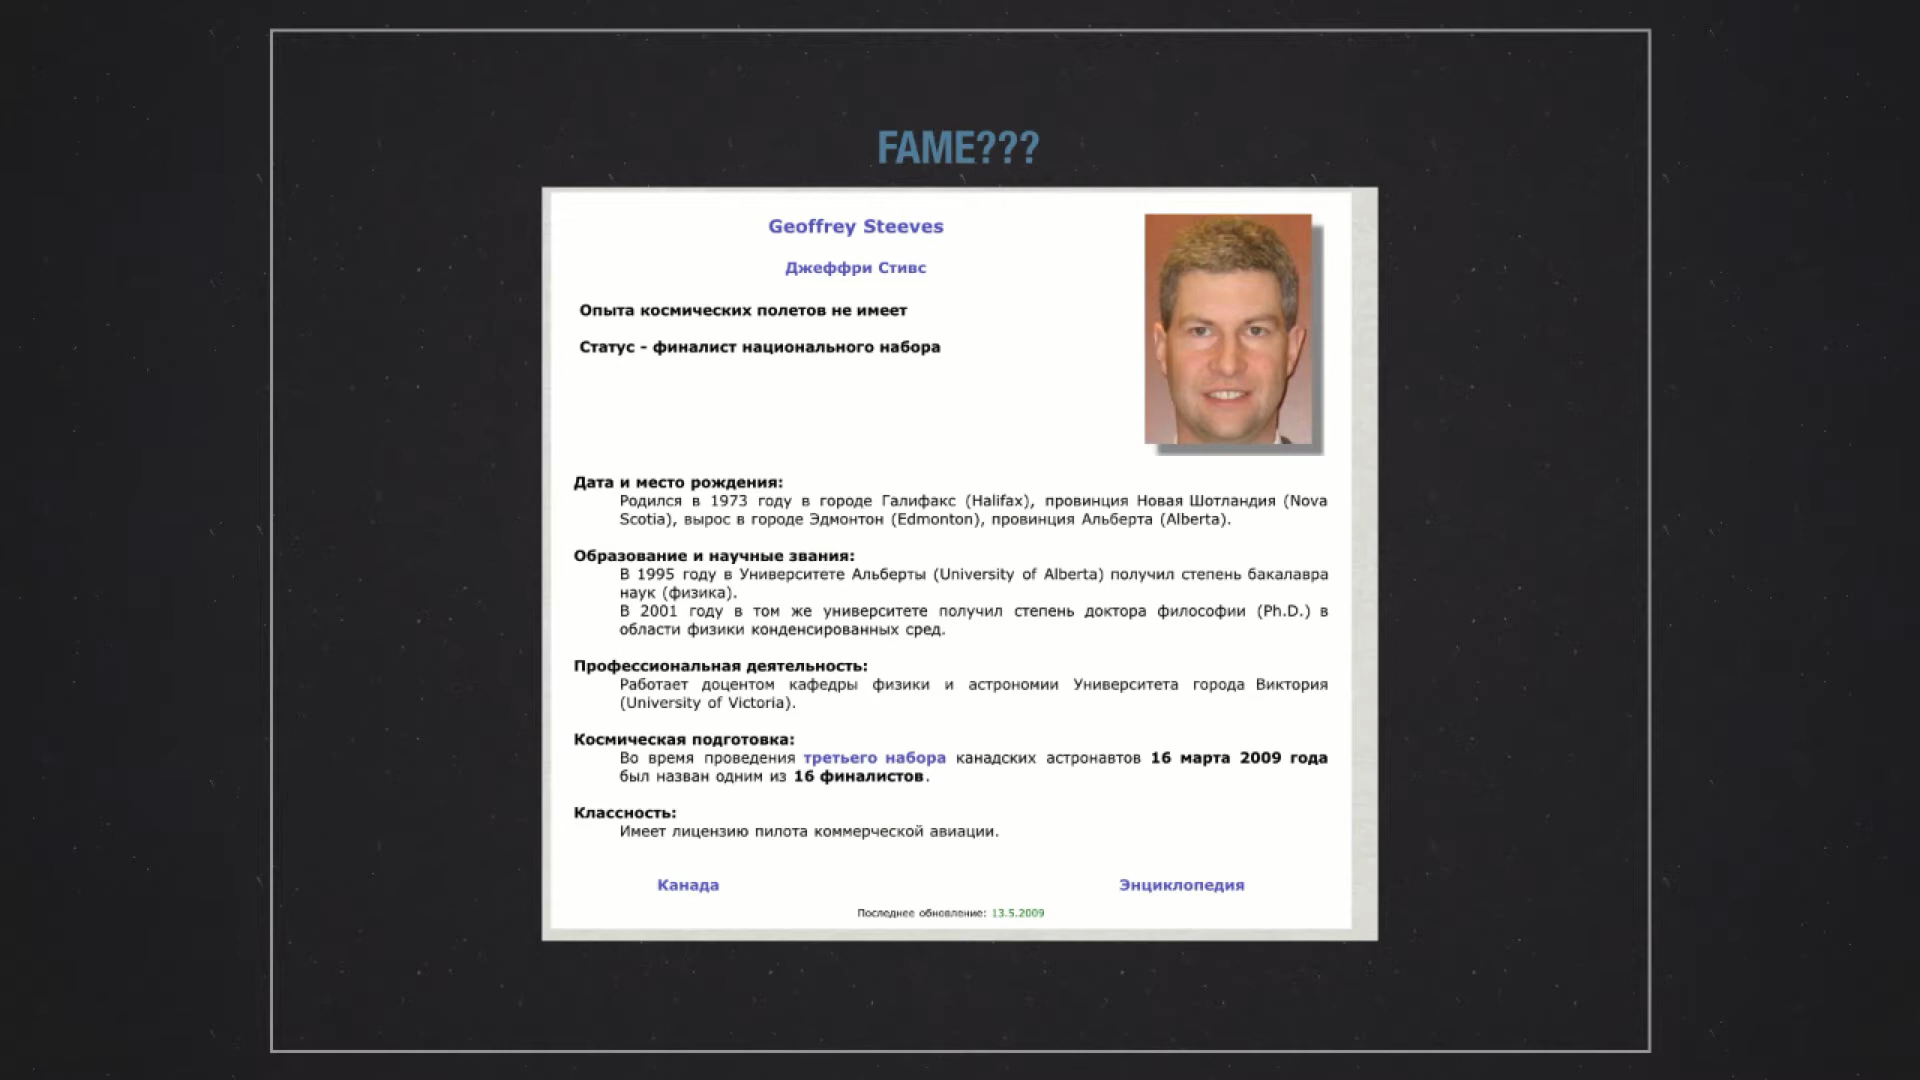 FAME???
Geoffrey Steeves
Джеффри Стивс
Опыта космических полетов не имеет
Статус - финалист национального набора
Дата и место рождения:
Родился в 1973 году в городе Галифакс (Halifax), провинция Новая Шотландия (Nova
Scotia), вырос в городе Эдмонтон (Edmonton), провинция Альберта (Alberta).
Образование и научные звания:
В 1995 году в Университете Альберты (University of Alberta) получил степень бакалавра
наук (физика).
В 2001 году в том же университете получил степень доктора философии (Ph.D.) в
области физики конденсированных сред.
Профессиональная деятельность:
Работает доцентом кафедры физики и астрономии Университета города Виктория
(University of Victoria).
Космическая подготовка:
Во время проведения третьего набора канадских астронавтов 16 марта 2009 года
был назван одним из 16 финалистов.
Классность:
Имеет лицензию пилота коммерческой авиации.
Канада Энциклопедия
Последнее обновление: 13.5.2009